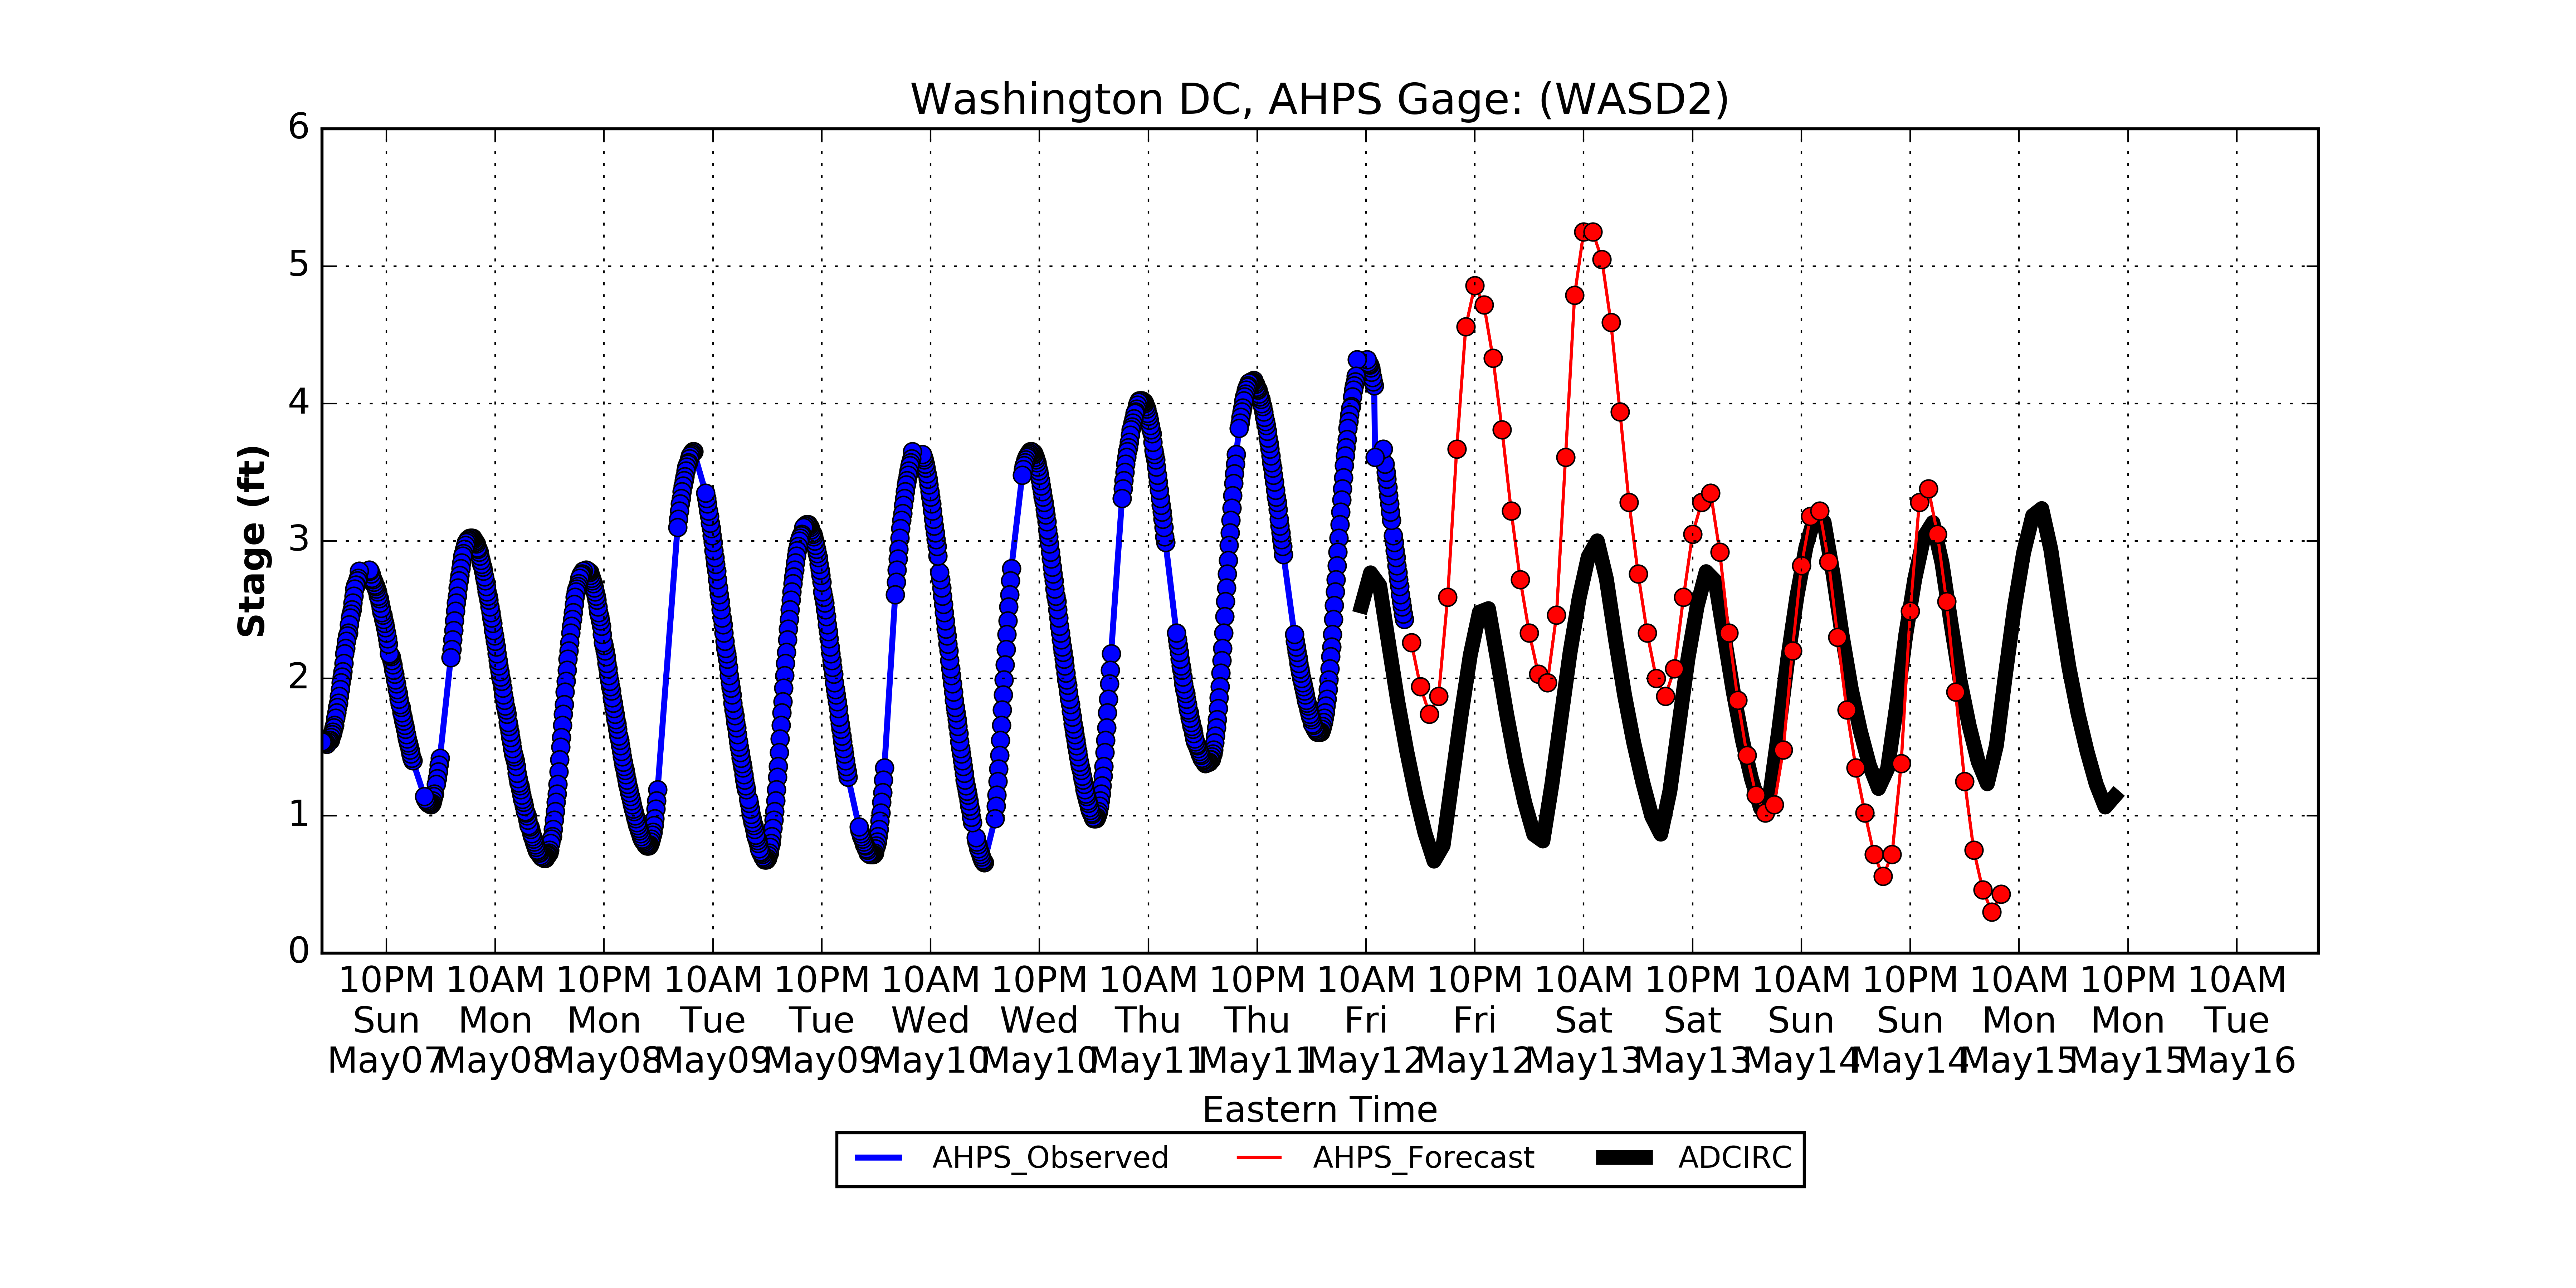 Washington DC, AHPS Gage: (WASD2)
6
5
4
3
2
1
0
Stage (ft)
10PM 10AM 10PM 10AM 10PM 10AM 10PM 10AM 10PM 10AM 10PM 10AM 10PM 10AM 10PM 10AM 10PM 10AM
Sun Mon Mon Tue Tue Wed Wed Thu Thu Fri Fri Sat Sat Sun Sun Mon Mon Tue
May07 May08 May08 May09 May09 May10 May10 May11 May11 May12 May12 May13 May13 May14 May14 May15 May15 May16
Eastern Time
AHPS_Observed AHPS_Forecast ADCIRC